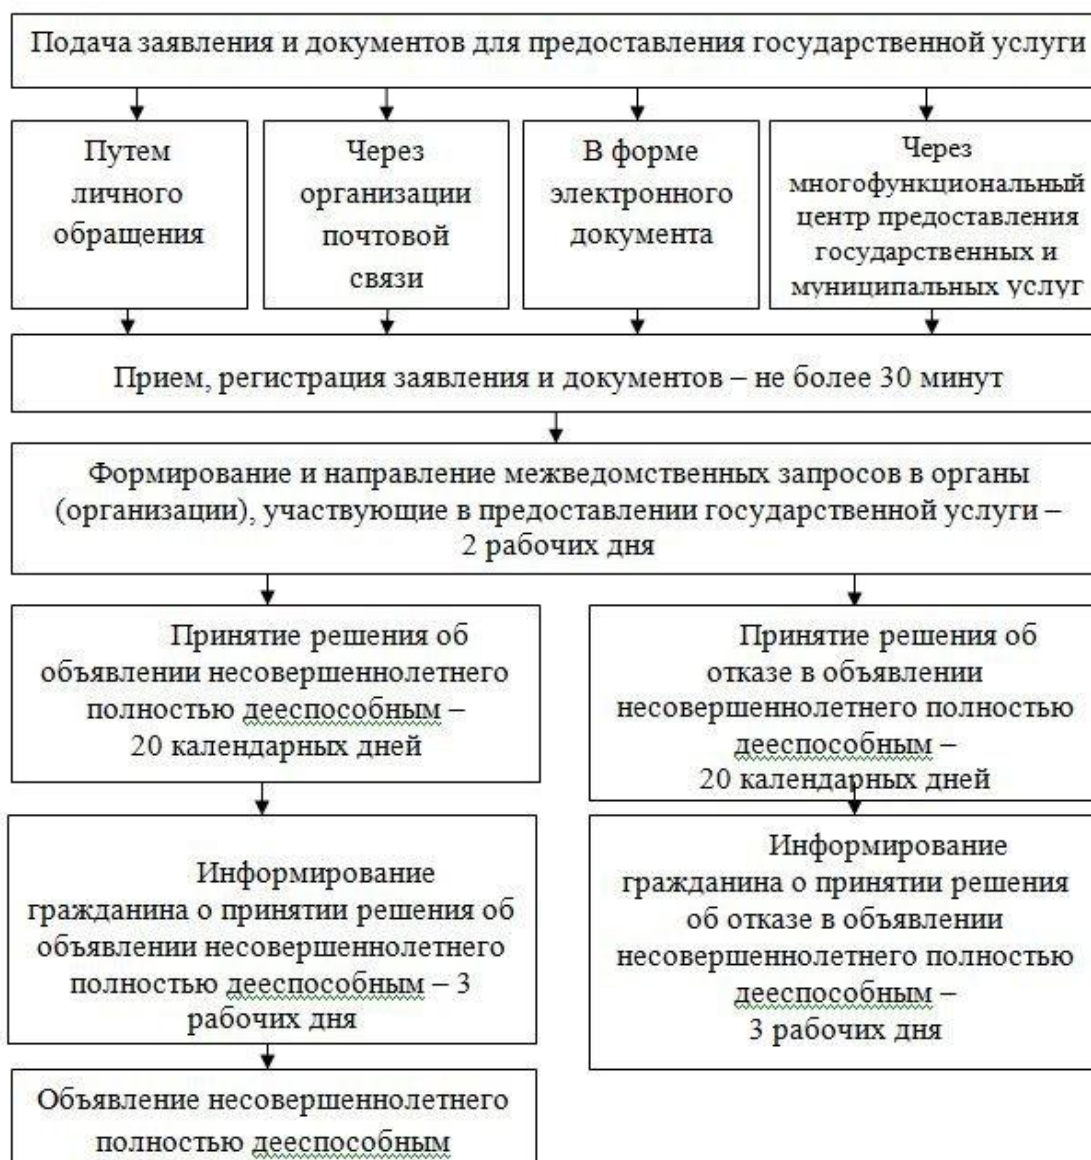 Подача заявления и документов для предоставления государственной услуги
Путем
личного
обращения
Через
организации
почтовой
связи
В форме
электронного
документа
Через
многофункциональный
центр предоставления
государственных и
муниципальных услуг
Прием, регистрация заявления и документов – не более 30 минут
Формирование и направление межведомственных запросов в органы
(организации), участвующие в предоставлении государственной услуги –
2 рабочих дня
Принятие решения об
объявлении несовершеннолетнего
полностью дееспособным –
20 календарных дней
Принятие решения об
отказе в объявлении
несовершеннолетнего полностью
дееспособным –
20 календарных дней
Информирование
гражданина о принятии решения об
объявлении несовершеннолетнего
полностью дееспособным – 3
рабочих дня
Информирование
гражданина о принятии решения
об отказе в объявлении
несовершеннолетнего полностью
дееспособным –
3 рабочих дня
Объявление несовершеннолетнего
полностью дееспособным